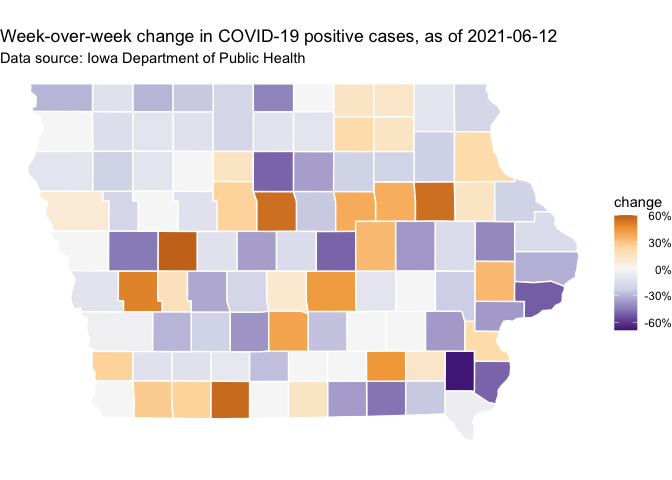 Week-over-week change in COVID-19 positive cases, as of 2021-06-12
Data source: Iowa Department of Public Health
change
60%
30%
0%
-30%
-60%